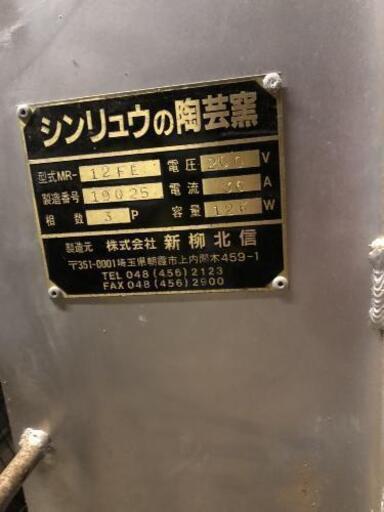 シンリュウの陶芸窯
型式MR- 12FE 電圧 200 V
製造番号 19025 電流 A
相数 3 P 容量 12K W
製造元 株式会社 新柳北信
〒351-0001埼玉県朝霞市上内間木459-1
TEL 048 (456) 2123
FAX 048 (456) 2900